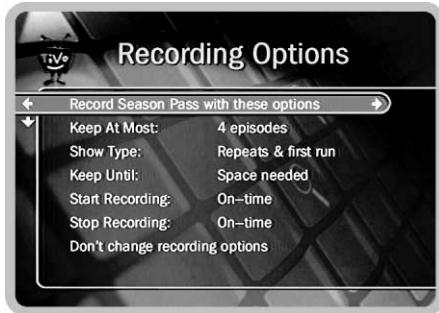 TiVo
Recording Options
Record Season Pass with these options
Keep At Most: 4 episodes
Show Type: Repeats & first run
Keep Until: Space needed
Start Recording: On–time
Stop Recording: On–time
Don't change recording options